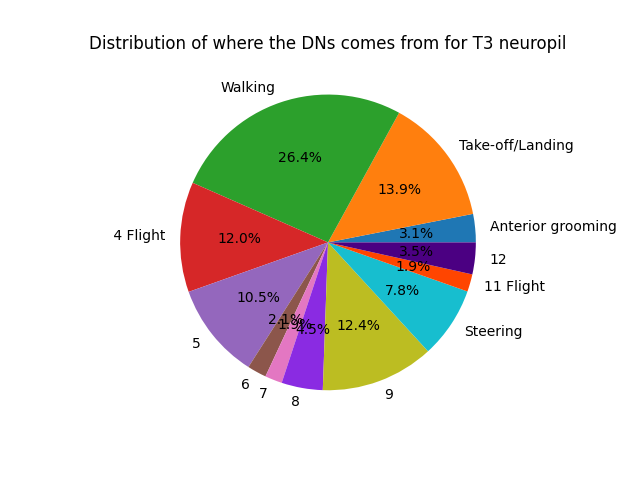 Distribution of where the DNs comes from for T3 neuropil
Walking
Take-off/Landing
26.4%
13.9%
Anterior grooming
3.1%
4 Flight
12.0%
3.5%
12
1.9%
11 Flight
7.8%
10.5%
2.1%
1.9%
4.5%
12.4%
Steering
5
6
7
8
9